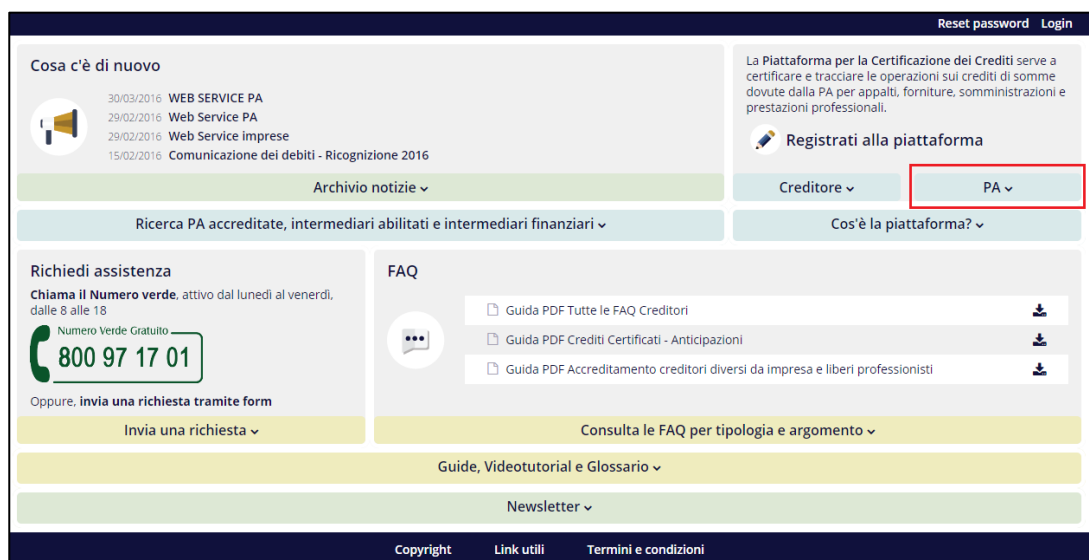 Reset password Login
Cosa c'è di nuovo
30/03/2016 WEB SERVICE PA
29/02/2016 Web Service PA
29/02/2016 Web Service imprese
15/02/2016 Comunicazione dei debiti - Ricognizione 2016
Archivio notizie
La Piattaforma per la Certificazione dei Crediti serve a
certificare e tracciare le operazioni sui crediti di somme
dovute dalla PA per appalti, forniture, somministrazioni e
prestazioni professionali.
Registrati alla piattaforma
Creditore
PA
Ricerca PA accreditate, intermediari abilitati e intermediari finanziari
Cos'è la piattaforma?
Richiedi assistenza
Chiama il Numero verde, attivo dal lunedì al venerdì,
dalle 8 alle 18
Numero Verde Gratuito
800 97 17 01
Oppure, invia una richiesta tramite form
Invia una richiesta
FAQ
Guida PDF Tutte le FAQ Creditori
Guida PDF Crediti Certificati - Anticipazioni
Guida PDF Accreditamento creditori diversi da impresa e liberi professionisti
Consulta le FAQ per tipologia e argomento
Guide, Videotutorial e Glossario
Newsletter
Copyright Link utili Termini e condizioni